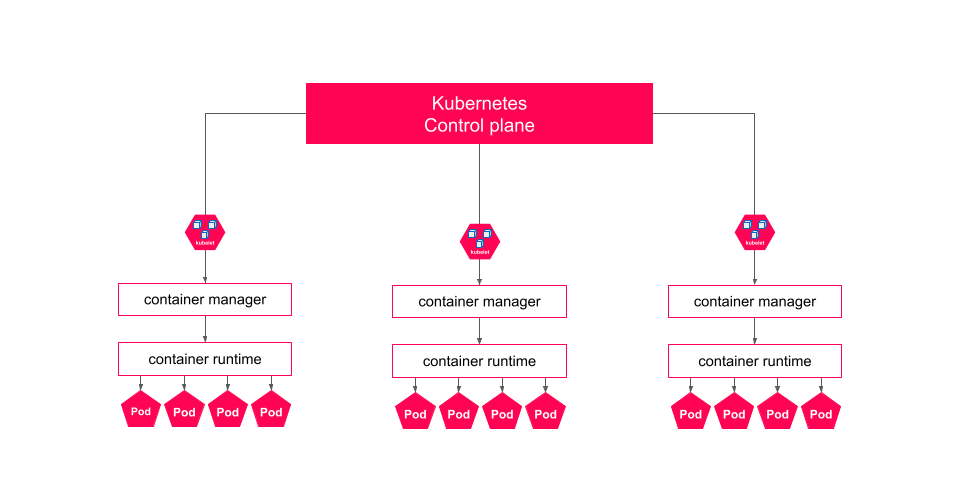 Kubernetes
Control plane
kubelet
kubelet
kubelet
container manager
container manager
container manager
container runtime
container runtime
container runtime
Pod Pod Pod Pod
Pod Pod Pod Pod
Pod Pod Pod Pod